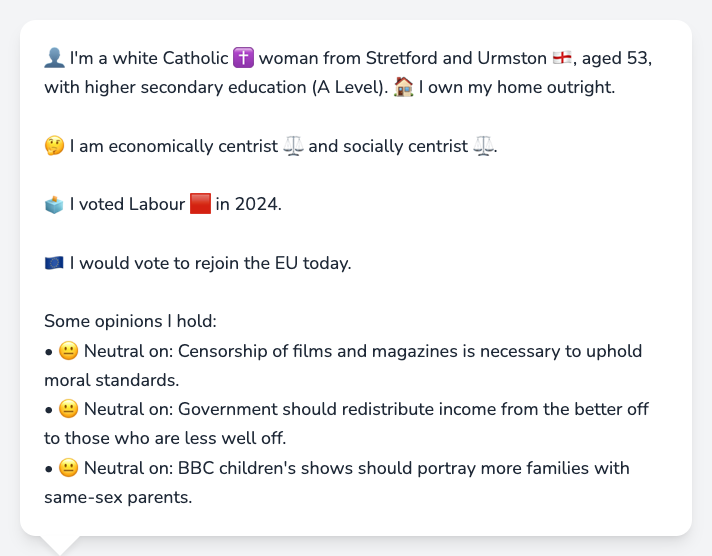 👤 I'm a white Catholic ✝️ woman from Stretford and Urmston 🏴󠁧󠁢󠁥󠁮󠁧󠁿, aged 53,
with higher secondary education (A Level). 🏠 I own my home outright.
🤔 I am economically centrist ⚖️ and socially centrist ⚖️.
🗳️ I voted Labour 🟥 in 2024.
🇪🇺 I would vote to rejoin the EU today.
Some opinions I hold:
• 😐 Neutral on: Censorship of films and magazines is necessary to uphold
moral standards.
• 😐 Neutral on: Government should redistribute income from the better off
to those who are less well off.
• 😐 Neutral on: BBC children's shows should portray more families with
same-sex parents.